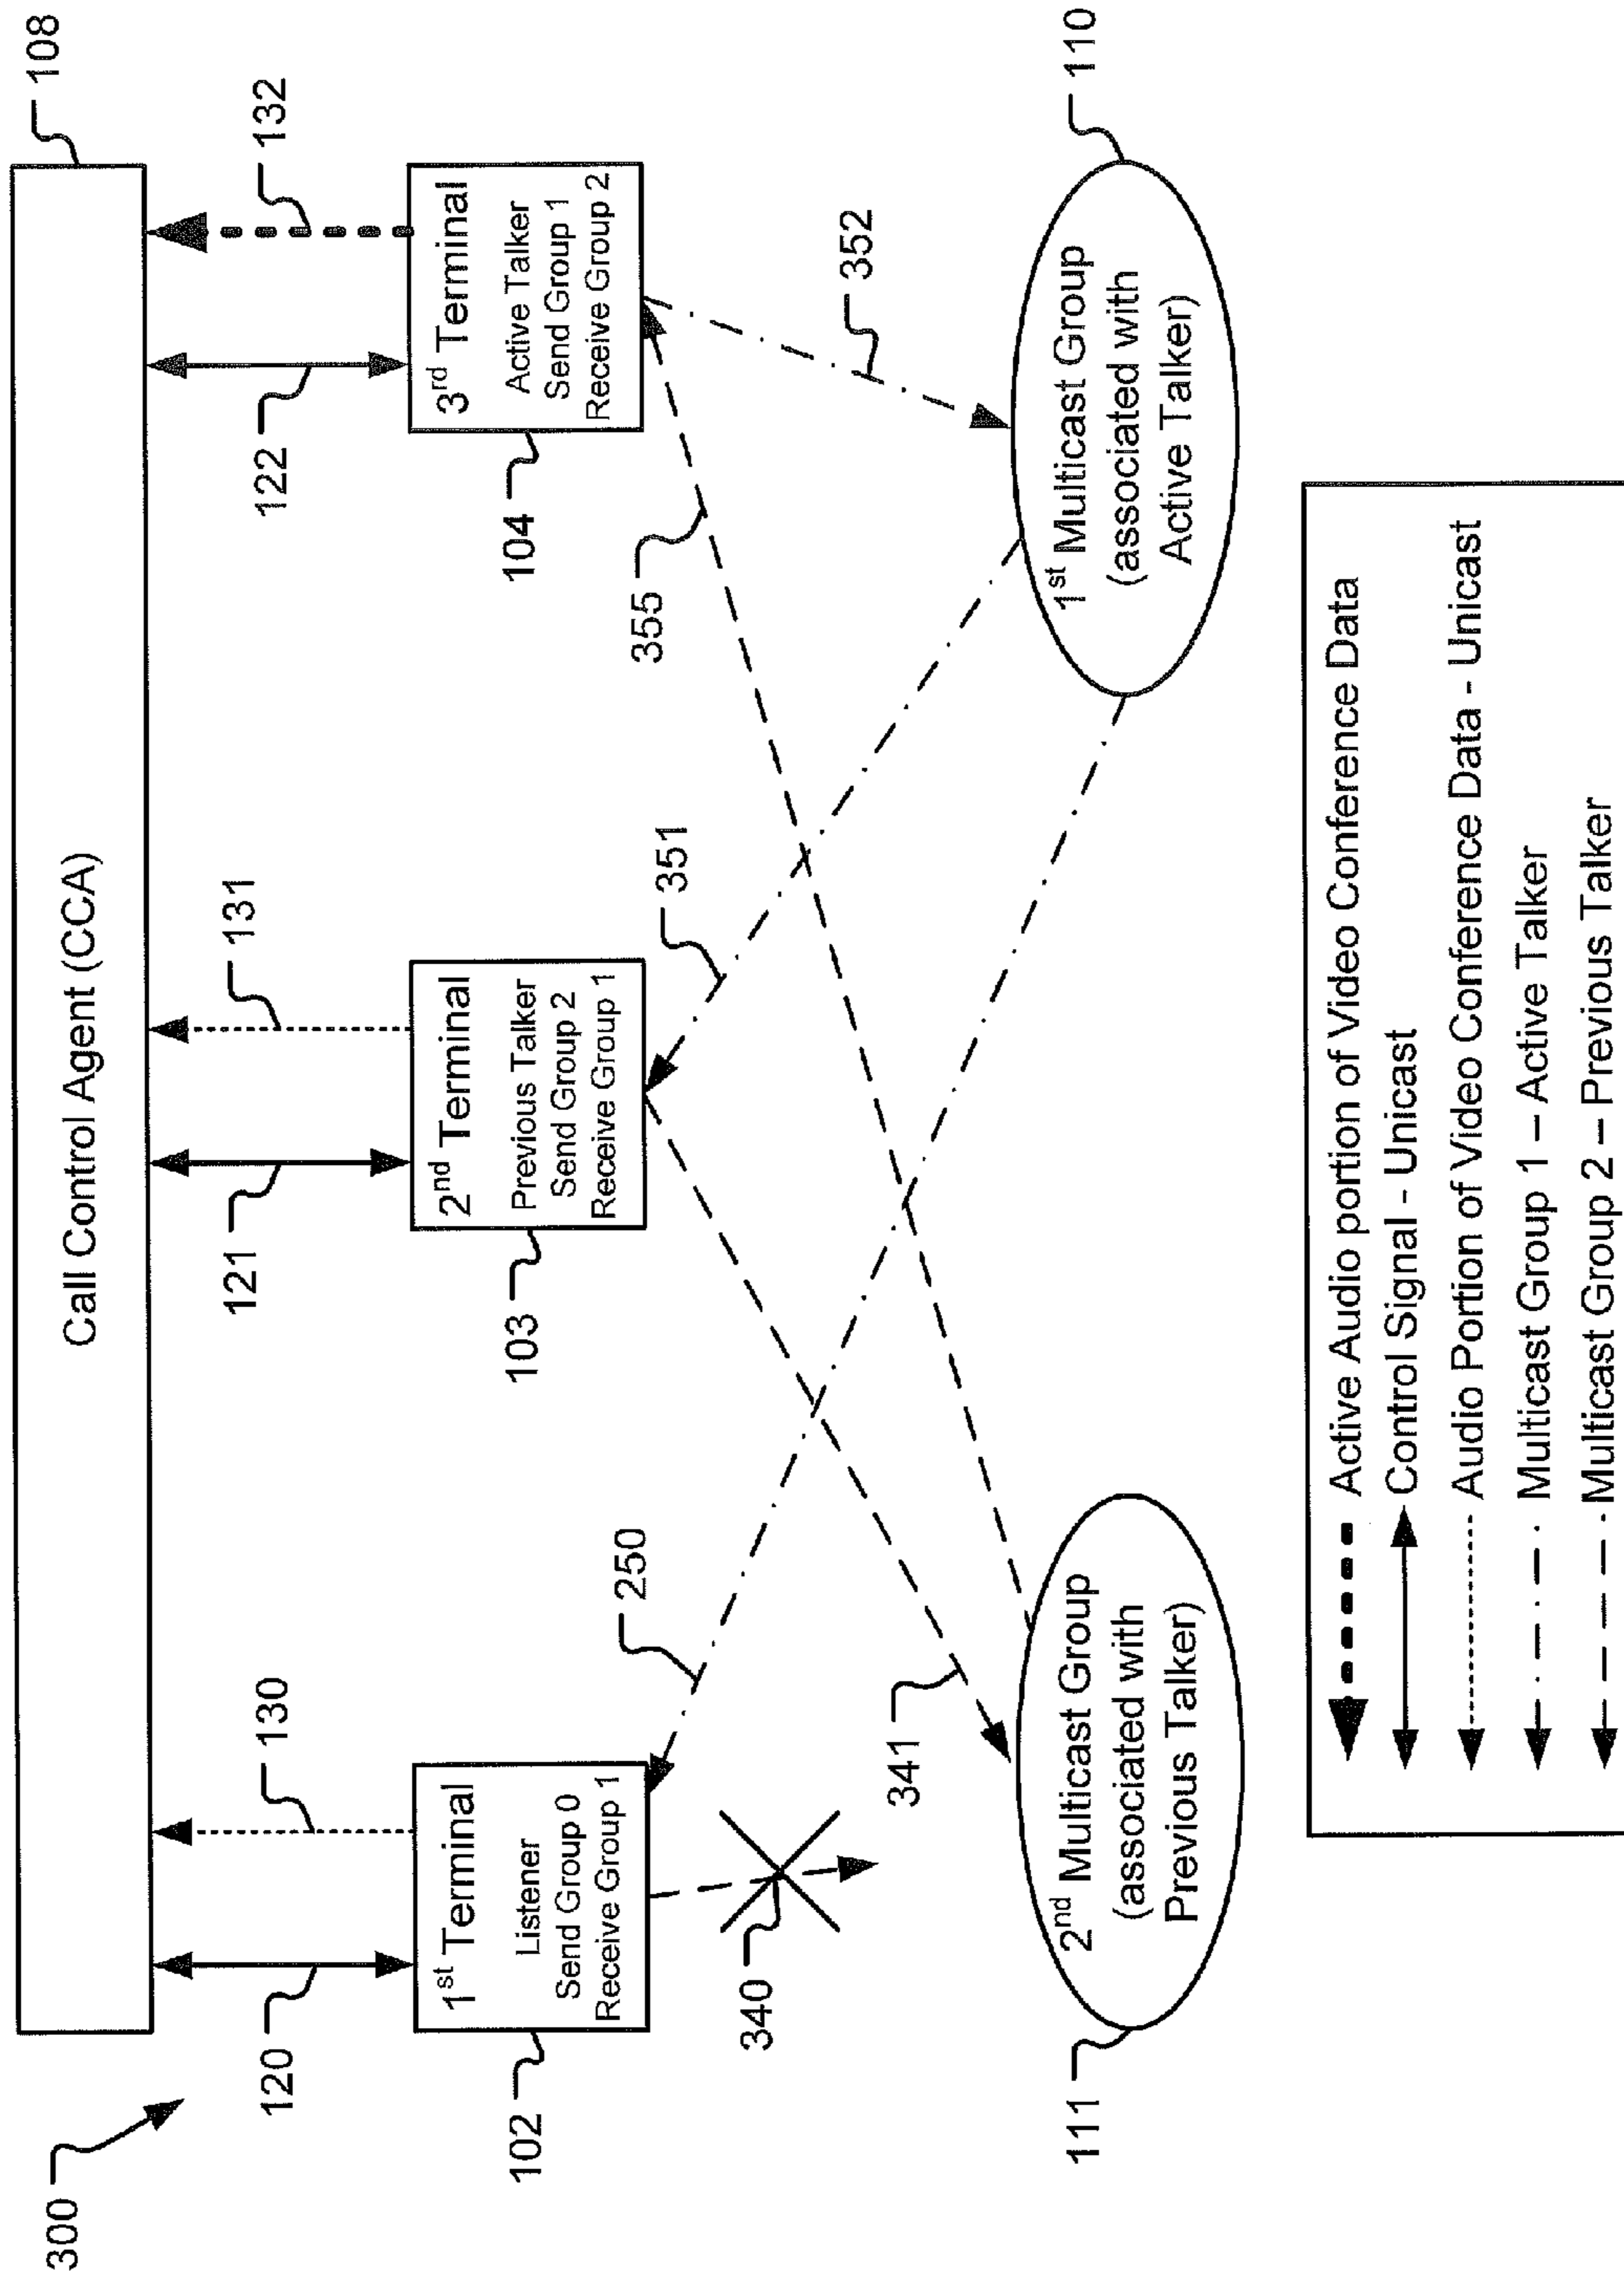 300
Call Control Agent (CCA)
108
120
130
121
131
122
132
1st Terminal
Listener
Send Group 0
Receive Group 1
102
2nd Terminal
Previous Talker
Send Group 2
Receive Group 1
103
3rd Terminal
Active Talker
Send Group 1
Receive Group 2
104
340
250
341
351
355
352
2nd Multicast Group
(associated with
Previous Talker)
111
1st Multicast Group
(associated with
Active Talker)
110
Active Audio portion of Video Conference Data
Control Signal - Unicast
Audio Portion of Video Conference Data - Unicast
Multicast Group 1 – Active Talker
Multicast Group 2 – Previous Talker